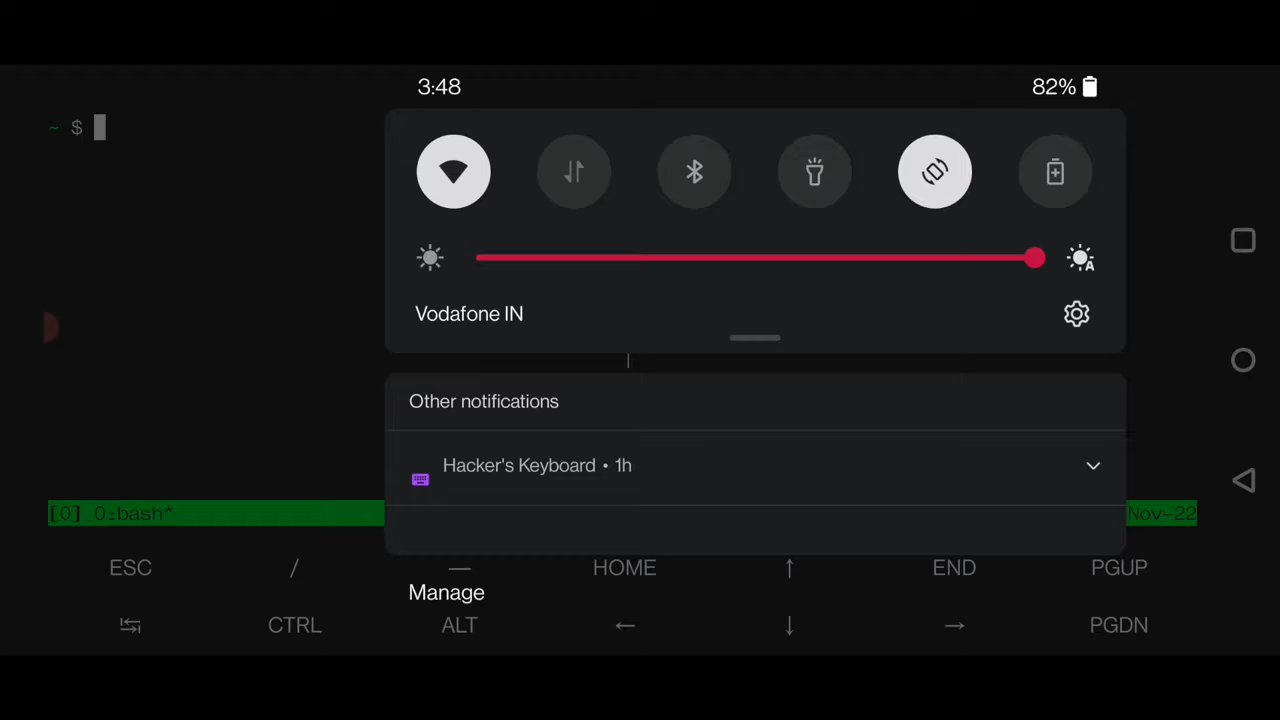 3:48 82%
~ $
Vodafone IN
Other notifications
Hacker's Keyboard • 1h
[0] 0:bash* Nov-22
ESC / — HOME ↑ END PGUP
Manage
CTRL ALT ← ↓ → PGDN